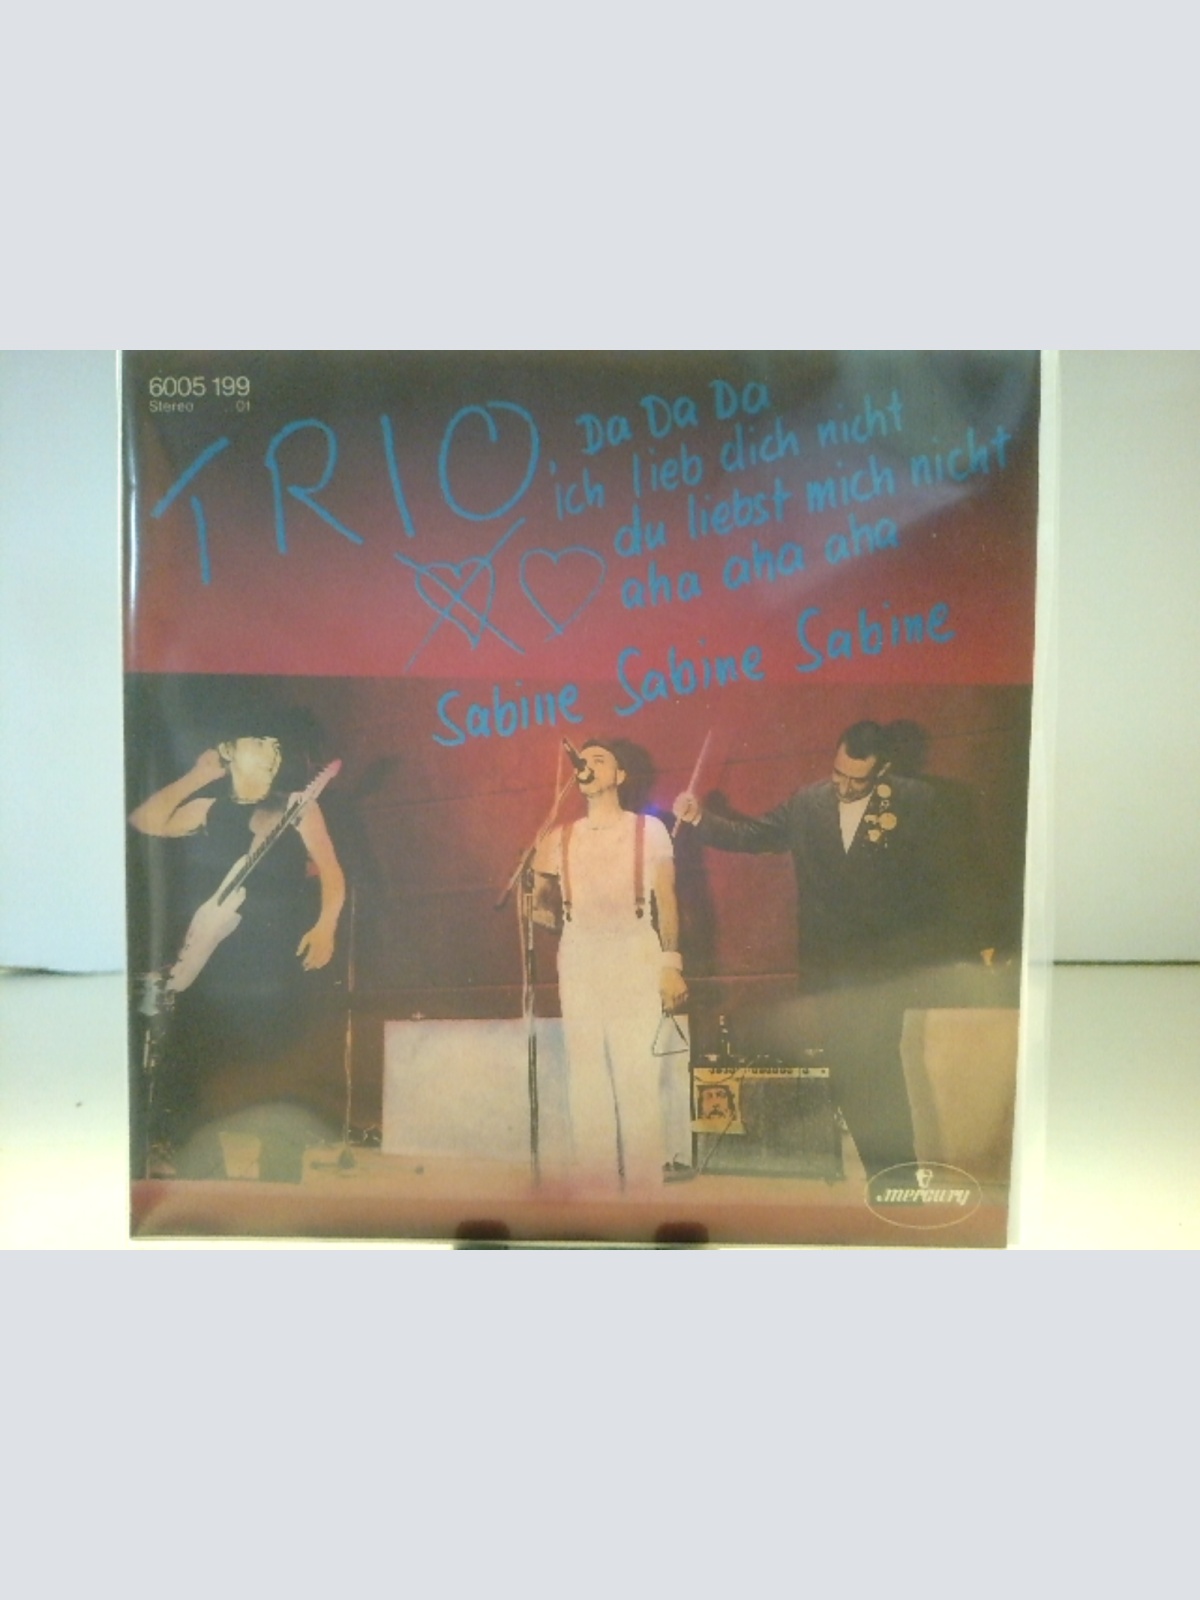 6005 199
Stereo 01
TRIO
Da Da Da
ich lieb dich nicht
du liebst mich nicht
aha aha aha
Sabine Sabine Sabine
mercury